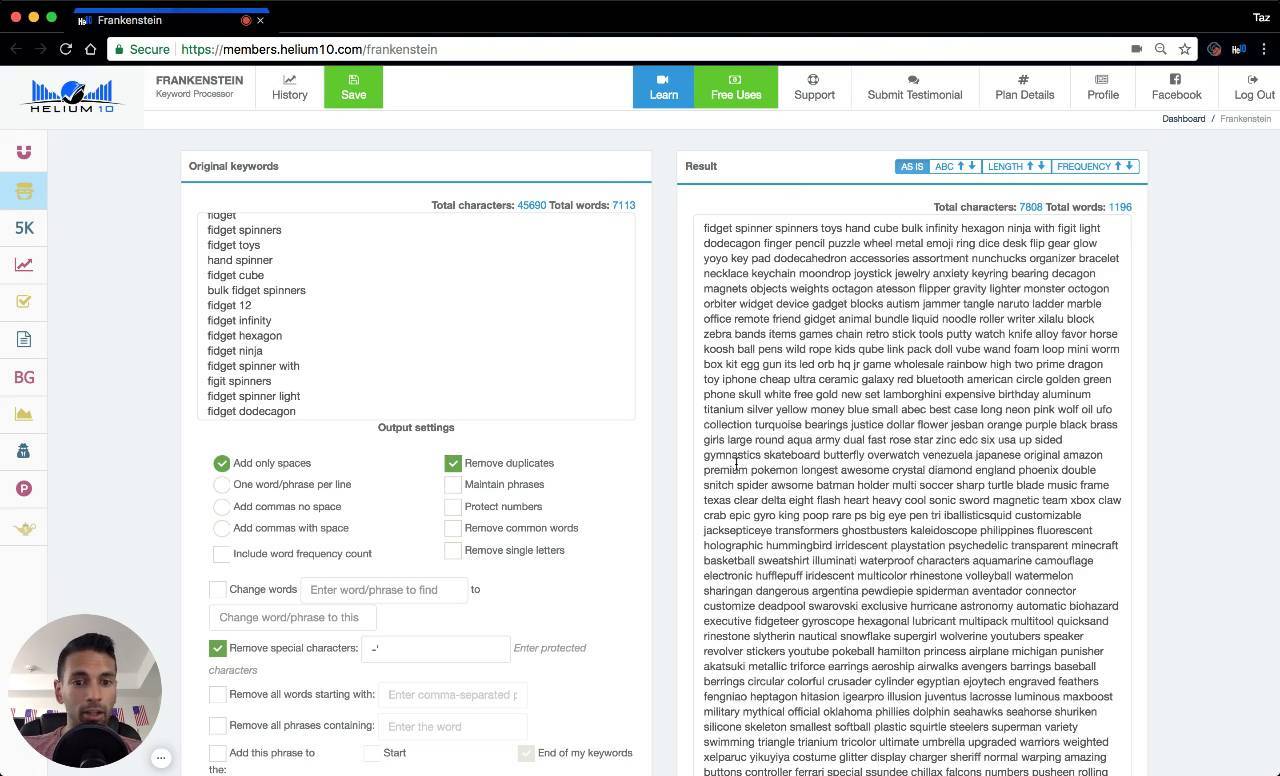 Frankenstein
Taz
Secure https://members.helium10.com/frankenstein
HELIUM 10
FRANKENSTEIN
Keyword Processor
History
Save
Learn
Free Uses
Support
Submit Testimonial
Plan Details
Profile
Facebook
Log Out
Dashboard / Frankenstein
5K
BG
Original keywords
Total characters: 45690 Total words: 7113
fidget
fidget spinners
fidget toys
hand spinner
fidget cube
bulk fidget spinners
fidget 12
fidget infinity
fidget hexagon
fidget ninja
fidget spinner with
figit spinners
fidget spinner light
fidget dodecagon
Output settings
Add only spaces
Remove duplicates
One word/phrase per line
Maintain phrases
Add commas no space
Protect numbers
Add commas with space
Remove common words
Include word frequency count
Remove single letters
Change words Enter word/phrase to find to
Change word/phrase to this
Remove special characters: -' Enter protected
characters
Remove all words starting with: Enter comma-separated p
Remove all phrases containing: Enter the word
Add this phrase to Start End of my keywords
the:
Result
AS IS ABC LENGTH FREQUENCY
Total characters: 7808 Total words: 1196
fidget spinner spinners toys hand cube bulk infinity hexagon ninja with figit light
dodecagon finger pencil puzzle wheel metal emoji ring dice desk flip gear glow
yoyo key pad dodecahedron accessories assortment nunchucks organizer bracelet
necklace keychain moondrop joystick jewelry anxiety keyring bearing decagon
magnets objects weights octagon atesson flipper gravity lighter monster octogon
orbiter widget device gadget blocks autism jammer tangle naruto ladder marble
office remote friend gidget animal bundle liquid noodle roller writer xilalu block
zebra bands items games chain retro stick tools putty watch knife alloy favor horse
koosh ball pens wild rope kids qube link pack doll vube wand foam loop mini worm
box kit egg gun its led orb hq jr game wholesale rainbow high two prime dragon
toy iphone cheap ultra ceramic galaxy red bluetooth american circle golden green
phone skull white free gold new set lamborghini expensive birthday aluminum
titanium silver yellow money blue small abec best case long neon pink wolf oil ufo
collection turquoise bearings justice dollar flower jesban orange purple black brass
girls large round aqua army dual fast rose star zinc edc six usa up sided
gymnastics skateboard butterfly overwatch venezuela japanese original amazon
premium pokemon longest awesome crystal diamond england phoenix double
snitch spider awsome batman holder multi soccer sharp turtle blade music frame
texas clear delta eight flash heart heavy cool sonic sword magnetic team xbox claw
crab epic gyro king poop rare ps big eye pen tri iballisticsquid customizable
jacksepticeye transformers ghostbusters kaleidoscope philippines fluorescent
holographic hummingbird irridescent playstation psychedelic transparent minecraft
basketball sweatshirt illuminati waterproof characters aquamarine camouflage
electronic hufflepuff iridescent multicolor rhinestone volleyball watermelon
sharingan dangerous argentina pewdiepie spiderman aventador connector
customize deadpool swarovski exclusive hurricane astronomy automatic biohazard
executive fidgeteer gyroscope hexagonal lubricant multipack multitool quicksand
rinestone slytherin nautical snowflake supergirl wolverine youtubers speaker
revolver stickers youtube pokeball hamilton princess airplane michigan punisher
akatsuki metallic triforce earrings aeroship airwalks avengers barrings baseball
berrings circular colorful crusader cylinder egyptian ejoytech engraved feathers
fengniao heptagon hitasion igearpro illusion juventus lacrosse luminous maxboost
military mythical official oklahoma phillies dolphin seahawks seahorse shuriken
silicone skeleton smallest softball plastic squirtle steelers superman variety
swimming triangle trianium tricolor ultimate umbrella upgraded warriors weighted
xelparuc yikuyiya costume glitter display charger sheriff normal warping amazing
buttons controller ferrari special ssundee chillax falcons numbers pusheen rolling